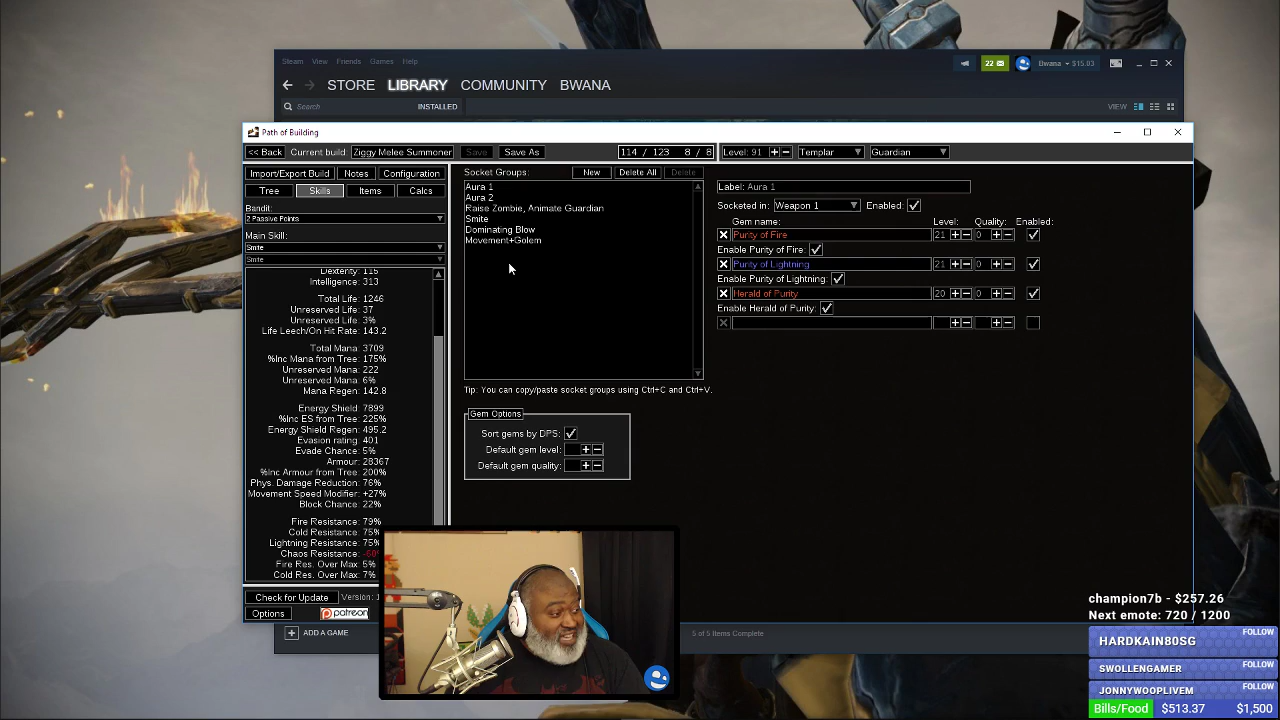 Steam View Friends Games Help
22 Bwana $15.03
STORE LIBRARY COMMUNITY BWANA
Search INSTALLED VIEW
Path of Building
<< Back Current build: Ziggy Melee Summoner Save Save As 114 / 123 8 / 8 Level: 91 Templar Guardian
Import/Export Build Notes Configuration
Tree Skills Items Calcs
Bandit:
2 Passive Points
Main Skill:
Smite
Smite
Dexterity: 115
Intelligence: 313
Total Life: 1246
Unreserved Life: 37
Unreserved Life: 3%
Life Leech/On Hit Rate: 143.2
Total Mana: 3709
%Inc Mana from Tree: 175%
Unreserved Mana: 222
Unreserved Mana: 6%
Mana Regen: 142.8
Energy Shield: 7899
%Inc ES from Tree: 225%
Energy Shield Regen: 495.2
Evasion rating: 401
Evade Chance: 5%
Armour: 28367
%Inc Armour from Tree: 200%
Phys. Damage Reduction: 76%
Movement Speed Modifier: +27%
Block Chance: 22%
Fire Resistance: 79%
Cold Resistance: 75%
Lightning Resistance: 75%
Chaos Resistance: -60%
Fire Res. Over Max: 5%
Cold Res. Over Max: 7%
Check for Update Version: 1
Options patreon
Socket Groups: New Delete All Delete
Aura 1
Aura 2
Raise Zombie, Animate Guardian
Smite
Dominating Blow
Movement+Golem
Tip: You can copy/paste socket groups using Ctrl+C and Ctrl+V.
Gem Options
Sort gems by DPS:
Default gem level:
Default gem quality:
Label: Aura 1
Socketed in: Weapon 1 Enabled:
Gem name: Level: Quality: Enabled:
Purity of Fire 21 0
Enable Purity of Fire:
Purity of Lightning 21 0
Enable Purity of Lightning:
Herald of Purity 20 0
Enable Herald of Purity:
ADD A GAME
5 of 5 Items Complete
champion7b - $257.26
Next emote: 720 / 1200
HARDKAIN80SG FOLLOW
SWOLLENGAMER FOLLOW
JONNYWOOPLIVEM FOLLOW
Bills/Food $513.37 $1,500